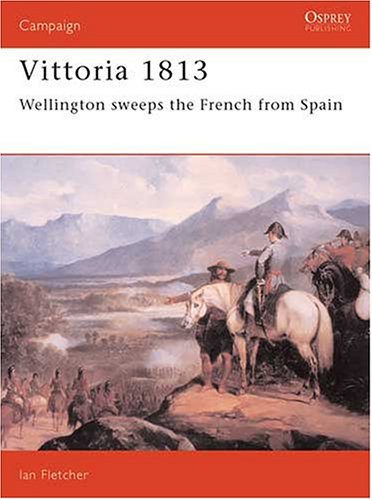 Campaign
OSPREY
PUBLISHING
Vittoria 1813
Wellington sweeps the French from Spain
Ian Fletcher